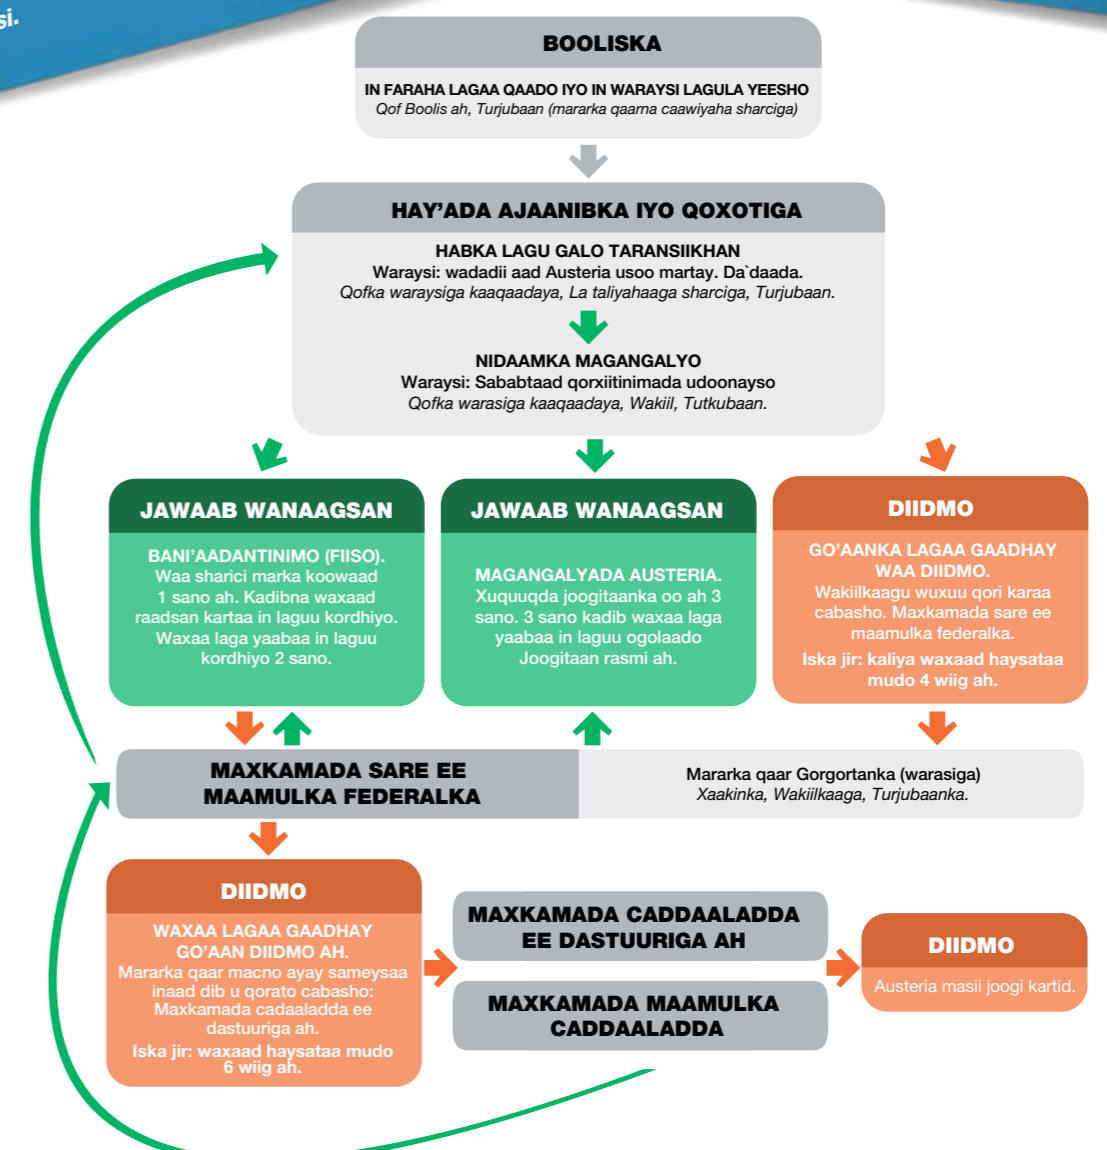 si.
BOOLISKA
IN FARAHA LAGAA QAADO IYO IN WARAYSI LAGULA YEESHO
Qof Boolis ah, Turjubaan (mararka qaarna caawiyaha sharciga)
HAY'ADA AJAANIBKA IYO QOXOTIGA
HABKA LAGU GALO TARANSIIKHAN
Waraysi: wadadii aad Austeria usoo martay. Da`daada.
Qofka waraysiga kaaqaadaya, La taliyahaaga sharciga, Turjubaan.
NIDAAMKA MAGANGALYO
Waraysi: Sababtaad qorxiitinimada udoonayso
Qofka warasiga kaaqaadaya, Wakiil, Tutkubaan.
JAWAAB WANAAGSAN
BANI'AADANTINIMO (FIISO).
Waa sharici marka koowaad
1 sano ah. Kadibna waxaad
raadsan kartaa in laguu kordhiyo.
Waxaa laga yaabaa in laguu
kordhiyo 2 sano.
JAWAAB WANAAGSAN
MAGANGALYADA AUSTERIA.
Xuquuqda joogitaanka oo ah 3
sano. 3 sano kadib waxaa laga
yaabaa in laguu ogolaado
Joogitaan rasmi ah.
DIIDMO
GO'AANKA LAGAA GAADHAY
WAA DIIDMO.
Wakiilkaagu wuxuu qori karaa
cabasho. Maxkamada sare ee
maamulka federalka.
Iska jir: kaliya waxaad haysataa
mudo 4 wiig ah.
MAXKAMADA SARE EE
MAAMULKA FEDERALKA
Mararka qaar Gorgortanka (warasiga)
Xaakinka, Wakiilkaaga, Turjubaanka.
DIIDMO
WAXAA LAGAA GAADHAY
GO'AAN DIIDMO AH.
Mararka qaar macno ayay sameysaa
inaad dib u qorato cabasho:
Maxkamada cadaaladda ee
dastuuriga ah.
Iska jir: waxaad haysataa mudo
6 wiig ah.
MAXKAMADA CADDAALADDA
EE DASTUURIGA AH
MAXKAMADA MAAMULKA
CADDAALADDA
DIIDMO
Austeria masii joogi kartid.